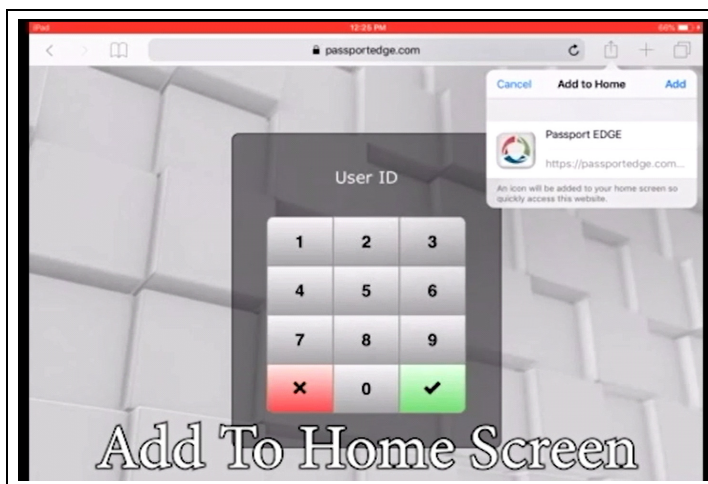 iPad
12:25 PM
66%
passportedge.com
Cancel
Add to Home
Add
Passport EDGE
https://passportedge.com...
An icon will be added to your home screen so
quickly access this website.
User ID
1 2 3
4 5 6
7 8 9
0
Add To Home Screen